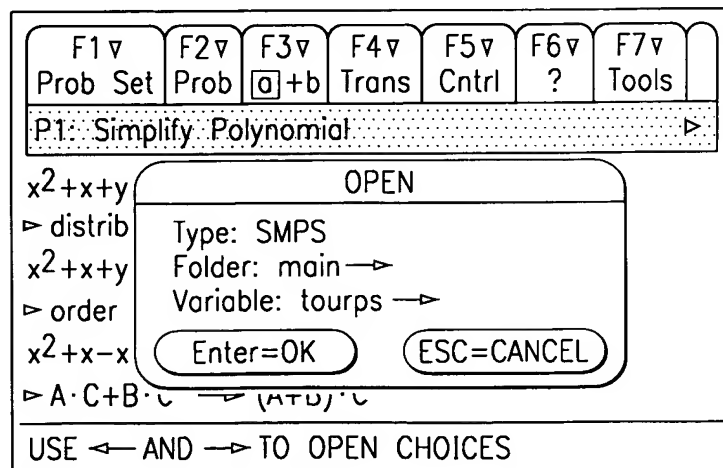 F1 ▿ F2 ▿ F3 ▿ F4 ▿ F5 ▿ F6 ▿ F7 ▿
Prob Set Prob a+b Trans Cntrl ? Tools
P1: Simplify Polynomial ▹
x²+x+y
▹ distrib
x²+x+y
▹ order
x²+x−x
▹ A·C+B·C → (A+B)·C
OPEN
Type: SMPS
Folder: main →
Variable: tourps →
Enter=OK ESC=CANCEL
USE ← AND → TO OPEN CHOICES